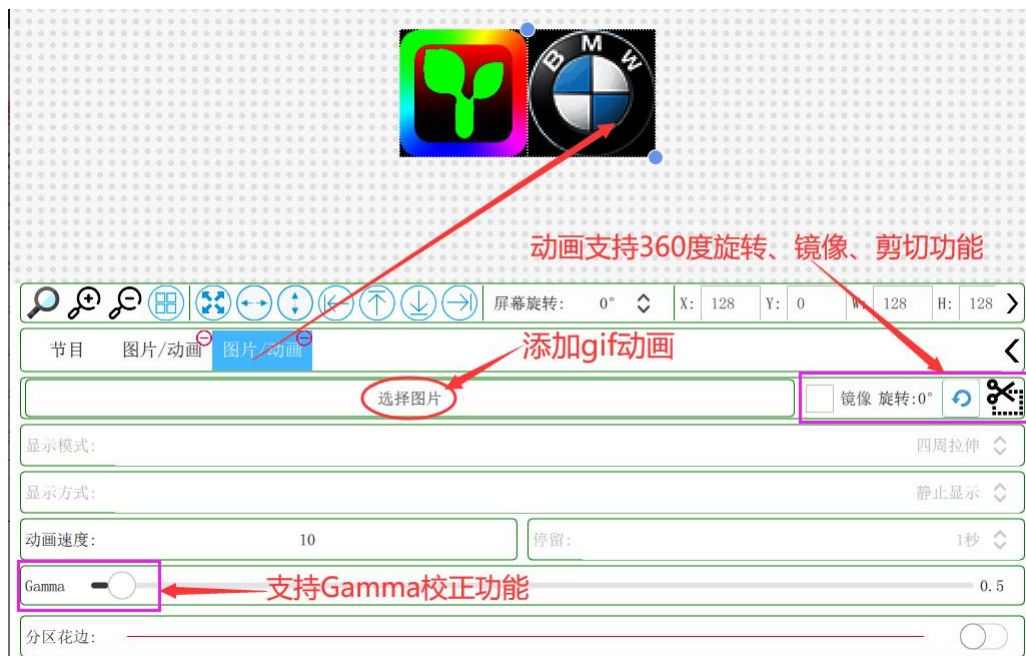 BMW
动画支持360度旋转、镜像、剪切功能
屏幕旋转: 0° X: 128 Y: 0 W: 128 H: 128
节目 图片/动画 图片/动画 添加gif动画
选择图片 镜像 旋转:0°
显示模式: 四周拉伸
显示方式: 静止显示
动画速度: 10 停留: 1秒
Gamma 支持Gamma校正功能 0.5
分区花边: